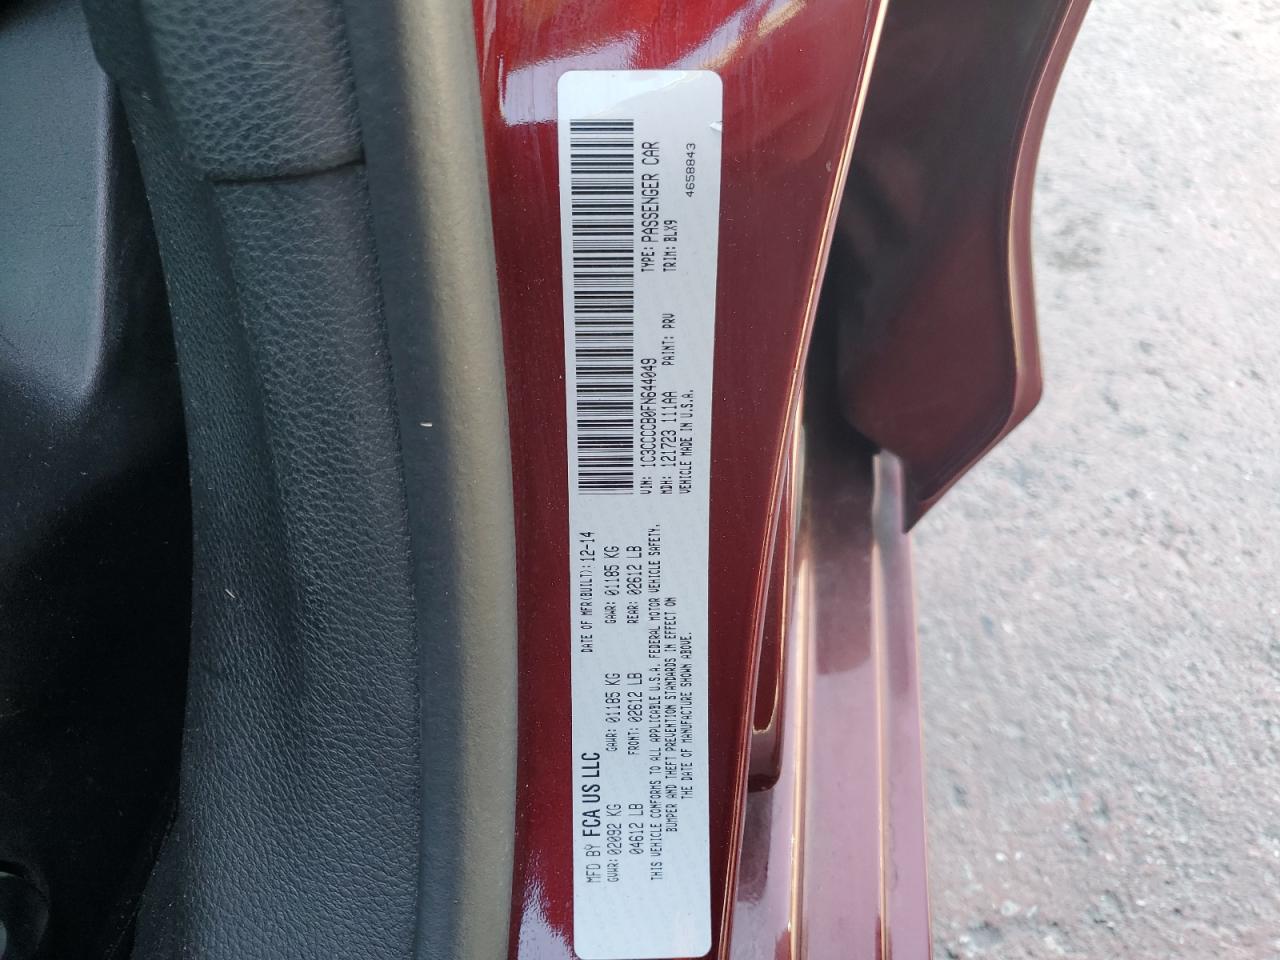 MFD BY FCA US LLC DATE OF MFR(BUILT): 12-14
GVWR: 02092 KG GAWR: 01185 KG GAWR: 01185 KG
04612 LB FRONT: 02612 LB REAR: 02612 LB
THIS VEHICLE CONFORMS TO ALL APPLICABLE U.S.A. FEDERAL MOTOR VEHICLE SAFETY,
BUMPER AND THEFT PREVENTION STANDARDS IN EFFECT ON
THE DATE OF MANUFACTURE SHOWN ABOVE.
VIN: 1C3CCCCB0FN644049 TYPE: PASSENGER CAR
MDH: 121723 111AA PAINT: PRV TRIM: BLX9
VEHICLE MADE IN U.S.A. 4658843